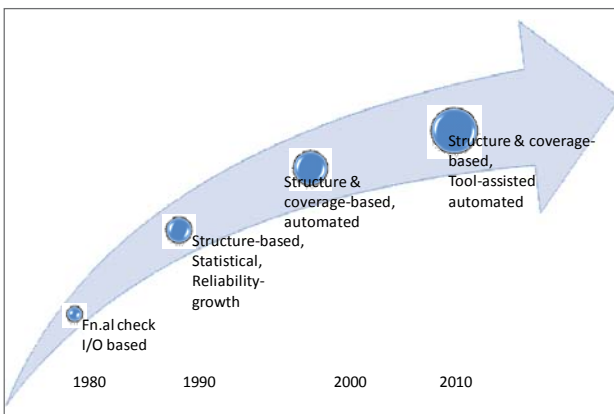 Structure & coverage-
based,
Tool-assisted
automated
Structure &
coverage-based,
automated
Structure-based,
Statistical,
Reliability-
growth
Fn.al check
I/O based
1980
1990
2000
2010